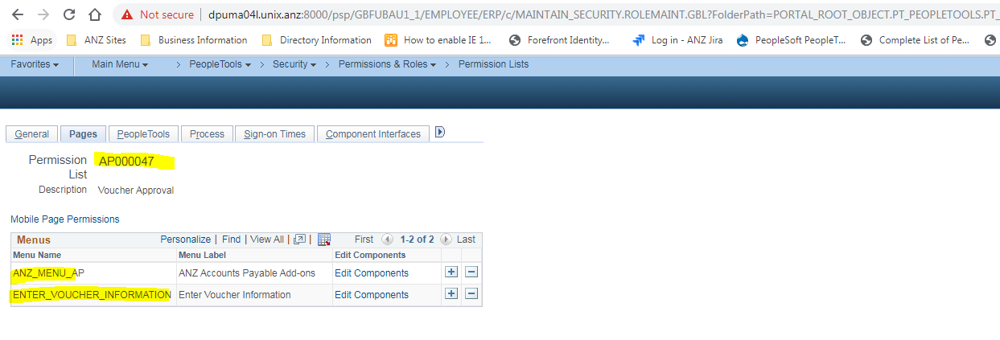 Not secure | dpuma04l.unix.anz:8000/psp/GBFUBAU1_1/EMPLOYEE/ERP/c/MAINTAIN_SECURITY.ROLEMAINT.GBL?FolderPath=PORTAL_ROOT_OBJECT.PT_PEOPLETOOLS.PT_
Apps ANZ Sites Business Information Directory Information How to enable IE 1... Forefront Identity... Log in - ANZ Jira PeopleSoft PeopleT... Complete List of Pe...
Favorites Main Menu > PeopleTools > Security > Permissions & Roles > Permission Lists
General Pages PeopleTools Process Sign-on Times Component Interfaces
Permission List AP000047
Description Voucher Approval
Mobile Page Permissions
Menus Personalize | Find | View All | | First 1-2 of 2 Last
Menu Name Menu Label Edit Components
ANZ_MENU_AP ANZ Accounts Payable Add-ons Edit Components + −
ENTER_VOUCHER_INFORMATION Enter Voucher Information Edit Components + −